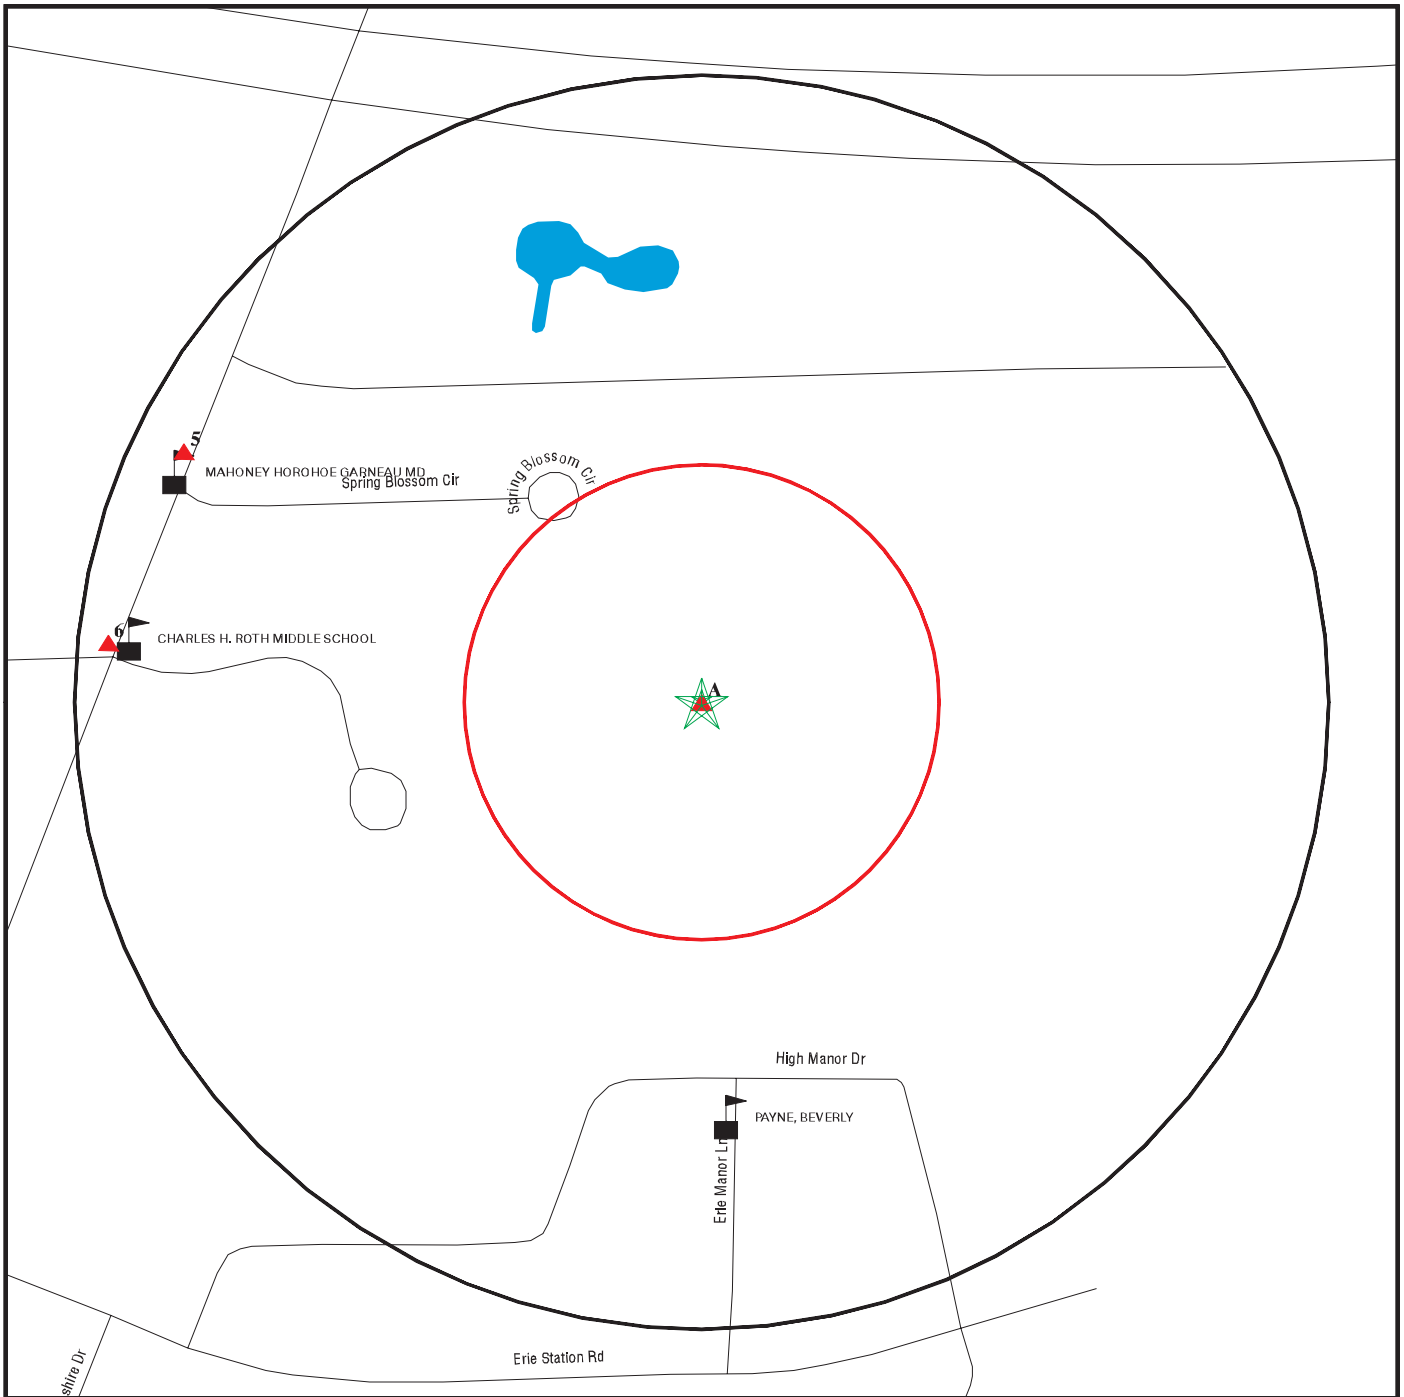 5
MAHONEY HOROHOE GARNEAU MD
Spring Blossom Cir
Spring Blossom Cir
6
CHARLES H. ROTH MIDDLE SCHOOL
A
High Manor Dr
PAYNE, BEVERLY
Erie Manor Ln
Erie Station Rd
shire Dr